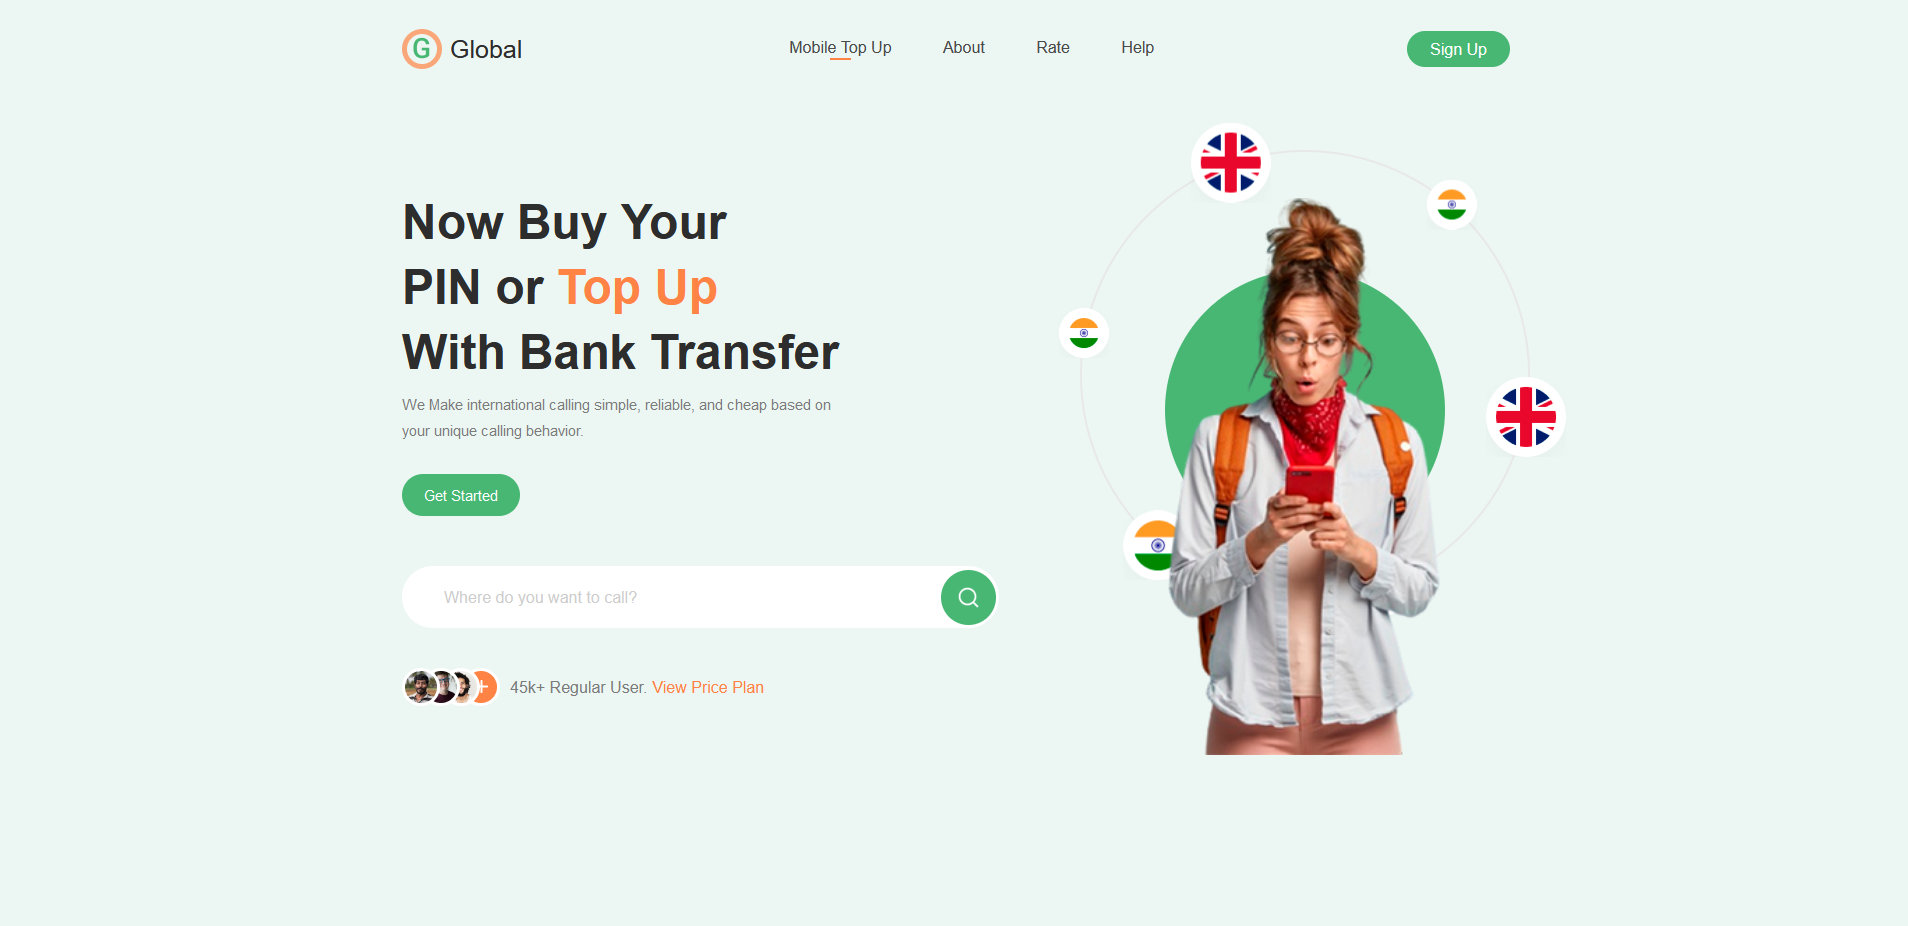 G Global
Mobile Top Up
About
Rate
Help
Sign Up
Now Buy Your
PIN or Top Up
With Bank Transfer
We Make international calling simple, reliable, and cheap based on
your unique calling behavior.
Get Started
Where do you want to call?
45k+ Regular User. View Price Plan